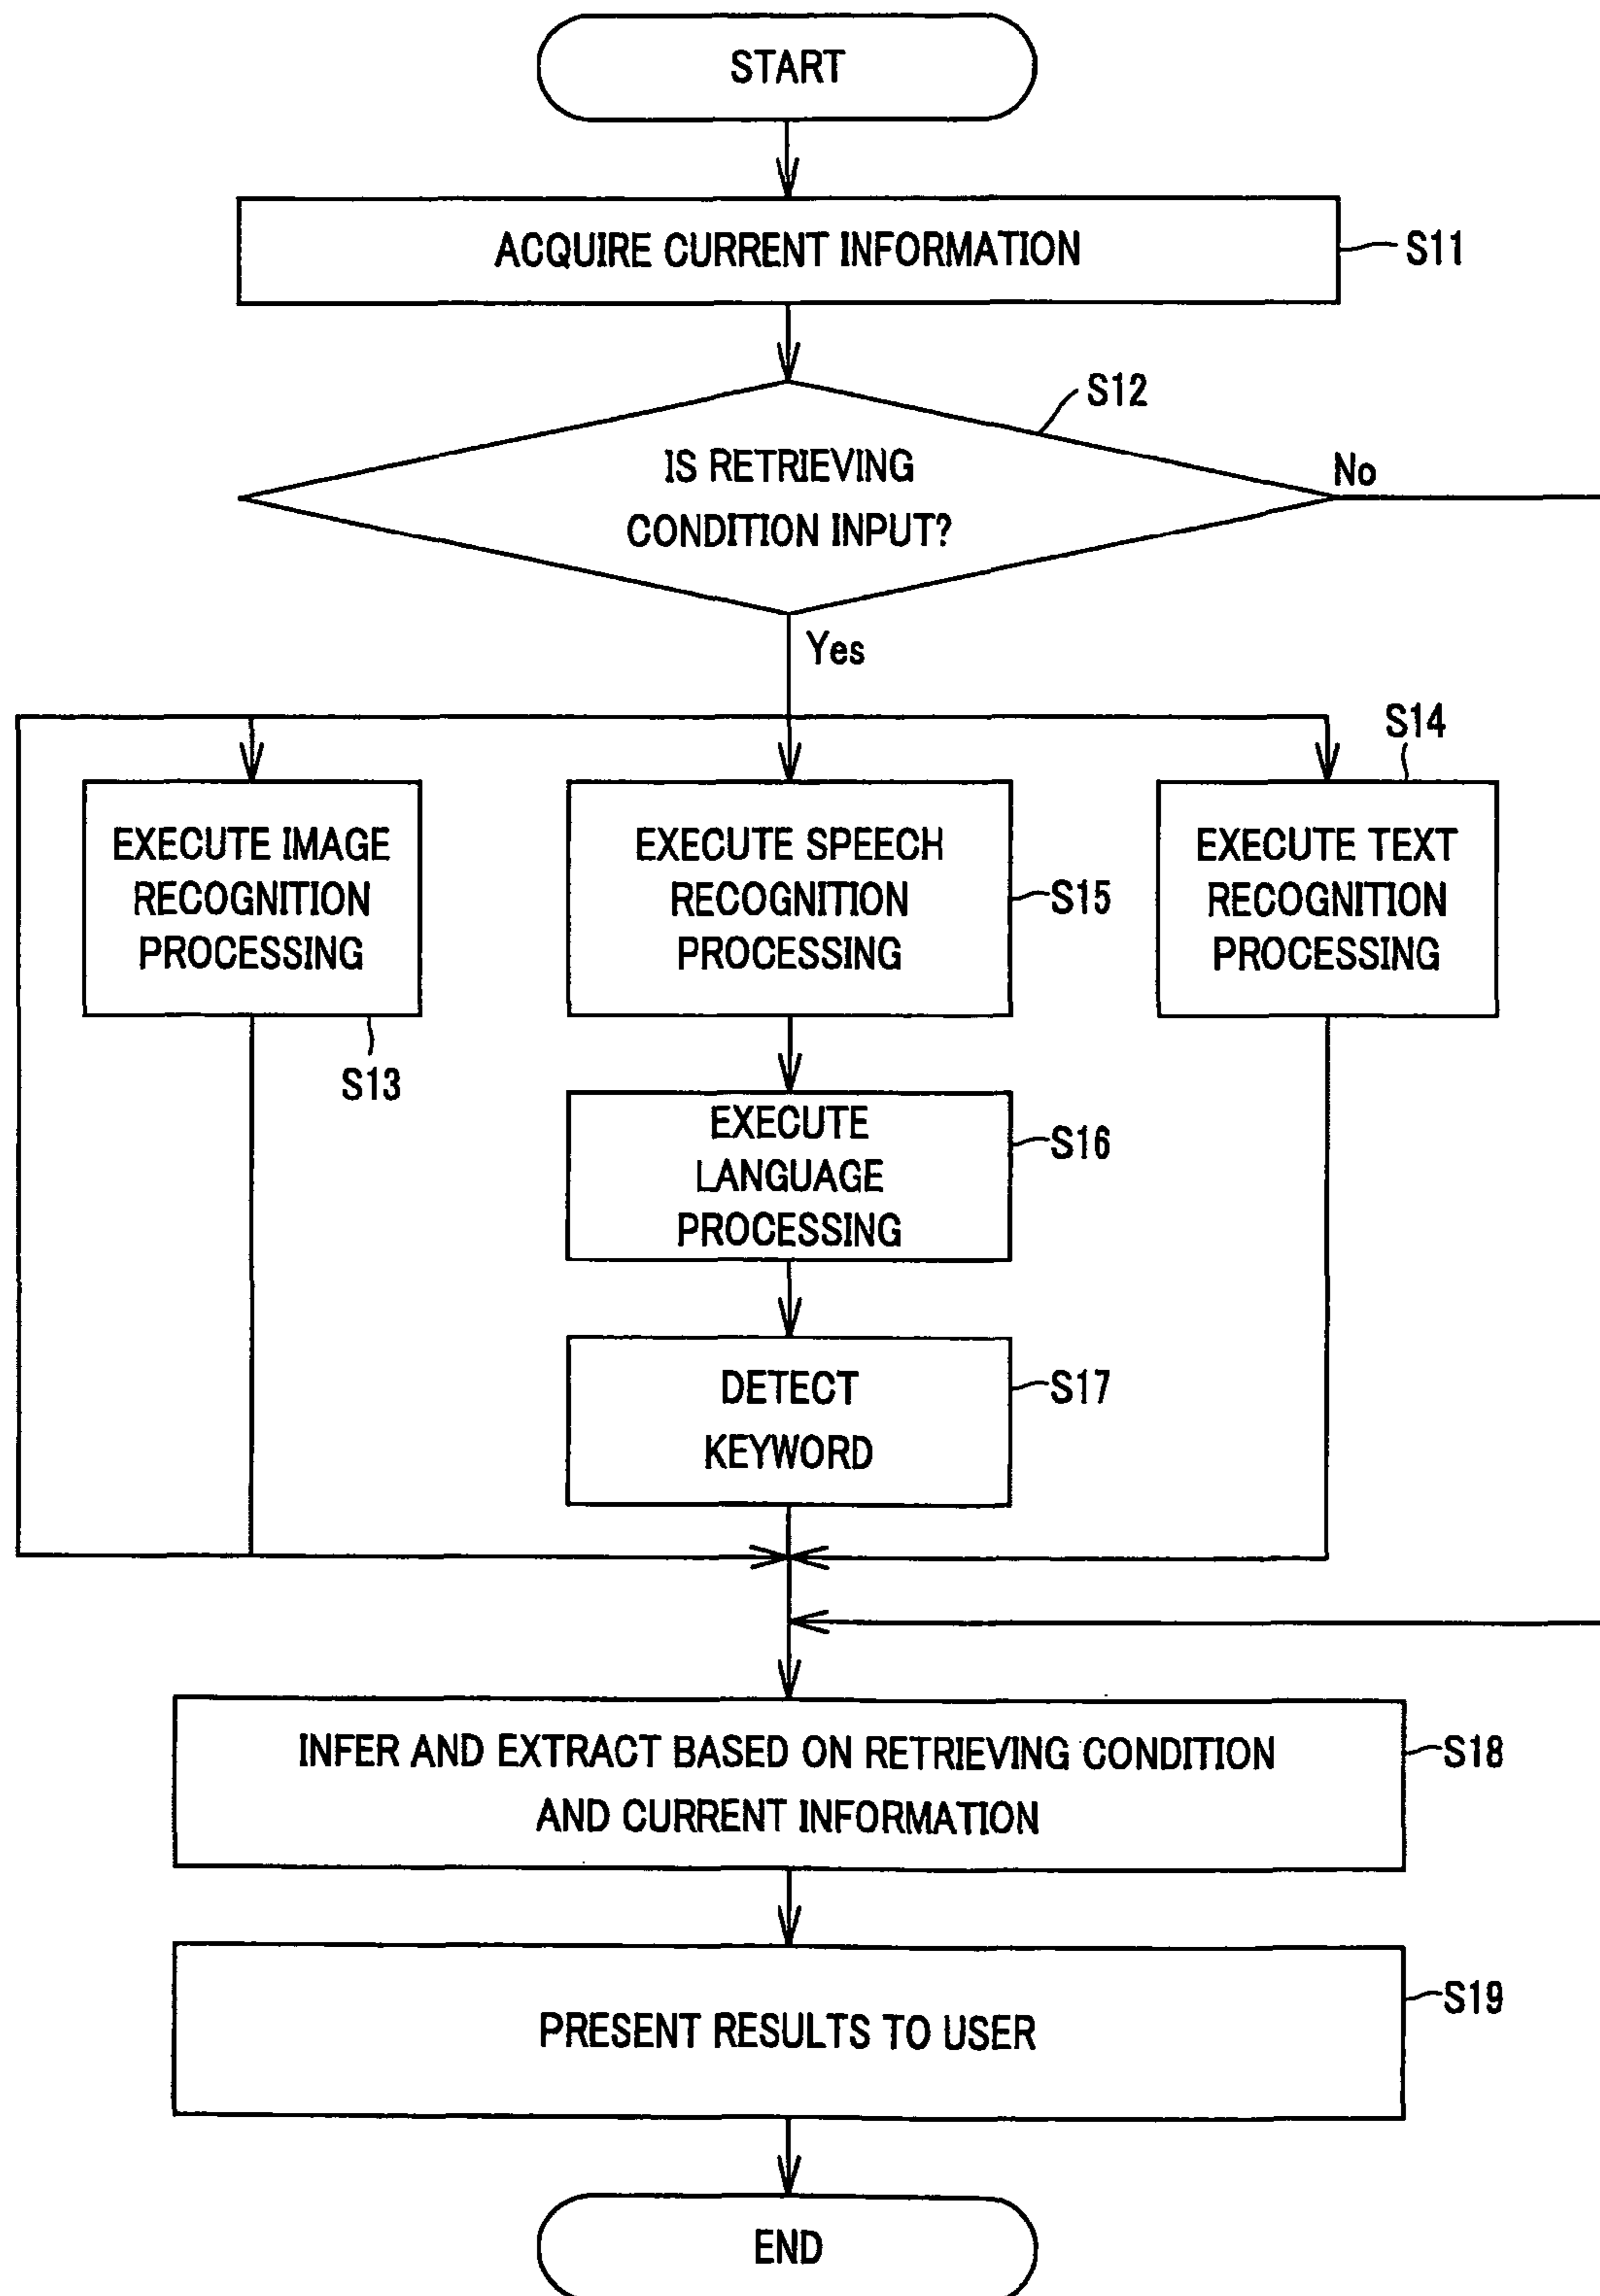 START
ACQUIRE CURRENT INFORMATION
S11
S12
IS RETRIEVING
CONDITION INPUT?
No
Yes
S14
EXECUTE IMAGE
RECOGNITION
PROCESSING
S13
EXECUTE SPEECH
RECOGNITION
PROCESSING
S15
EXECUTE TEXT
RECOGNITION
PROCESSING
EXECUTE
LANGUAGE
PROCESSING
S16
DETECT
KEYWORD
S17
INFER AND EXTRACT BASED ON RETRIEVING CONDITION
AND CURRENT INFORMATION
S18
PRESENT RESULTS TO USER
S19
END